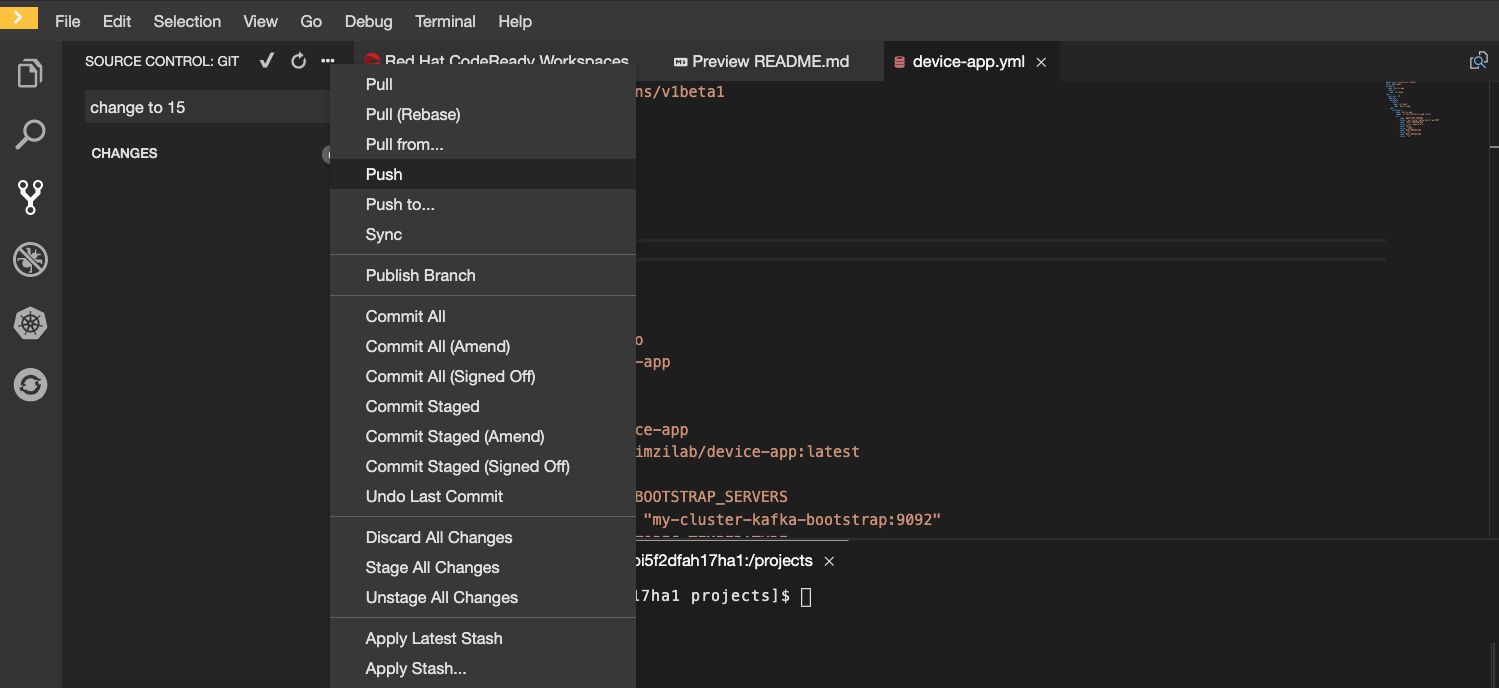 File Edit Selection View Go Debug Terminal Help
SOURCE CONTROL: GIT
Red Hat CodeReady Workspaces
Preview README.md
device-app.yml
change to 15
CHANGES
Pull
Pull (Rebase)
Pull from...
Push
Push to...
Sync
Publish Branch
Commit All
Commit All (Amend)
Commit All (Signed Off)
Commit Staged
Commit Staged (Amend)
Commit Staged (Signed Off)
Undo Last Commit
Discard All Changes
Stage All Changes
Unstage All Changes
Apply Latest Stash
Apply Stash...
ns/v1beta1
o
-app
ce-app
imzilab/device-app:latest
BOOTSTRAP_SERVERS
"my-cluster-kafka-bootstrap:9092"
oi5f2dfah17ha1:/projects
17ha1 projects]$